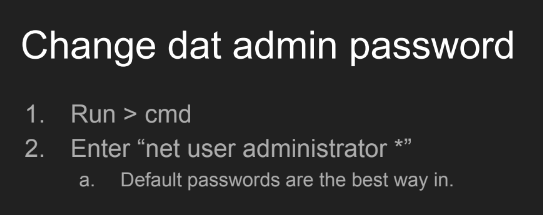 Change dat admin password
1. Run > cmd
2. Enter “net user administrator *”
a. Default passwords are the best way in.